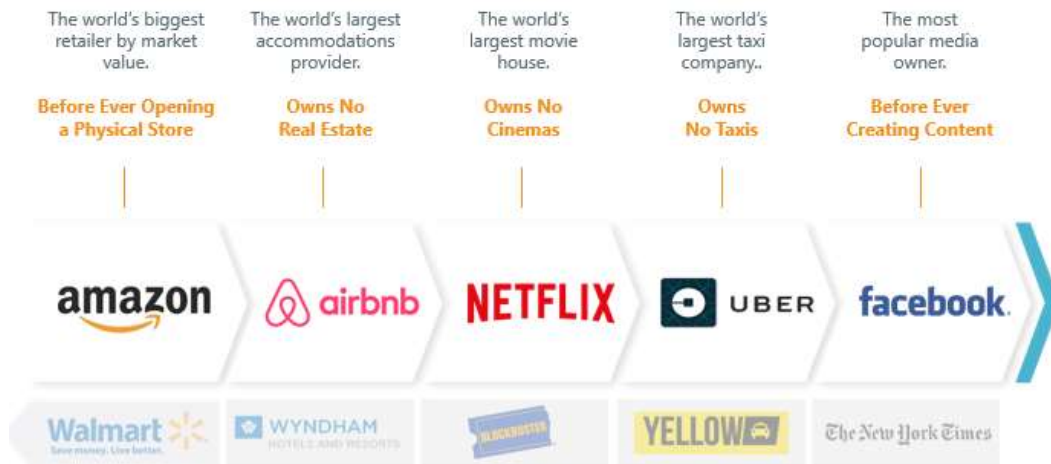 The world's biggest
retailer by market
value.
Before Ever Opening
a Physical Store
The world's largest
accommodations
provider.
Owns No
Real Estate
The world's
largest movie
house.
Owns No
Cinemas
The world's
largest taxi
company..
Owns
No Taxis
The most
popular media
owner.
Before Ever
Creating Content
amazon
airbnb
NETFLIX
UBER
facebook.
Walmart
Save money. Live better.
WYNDHAM
HOTELS AND RESORTS
BLOCKBUSTER
YELLOW
The New York Times